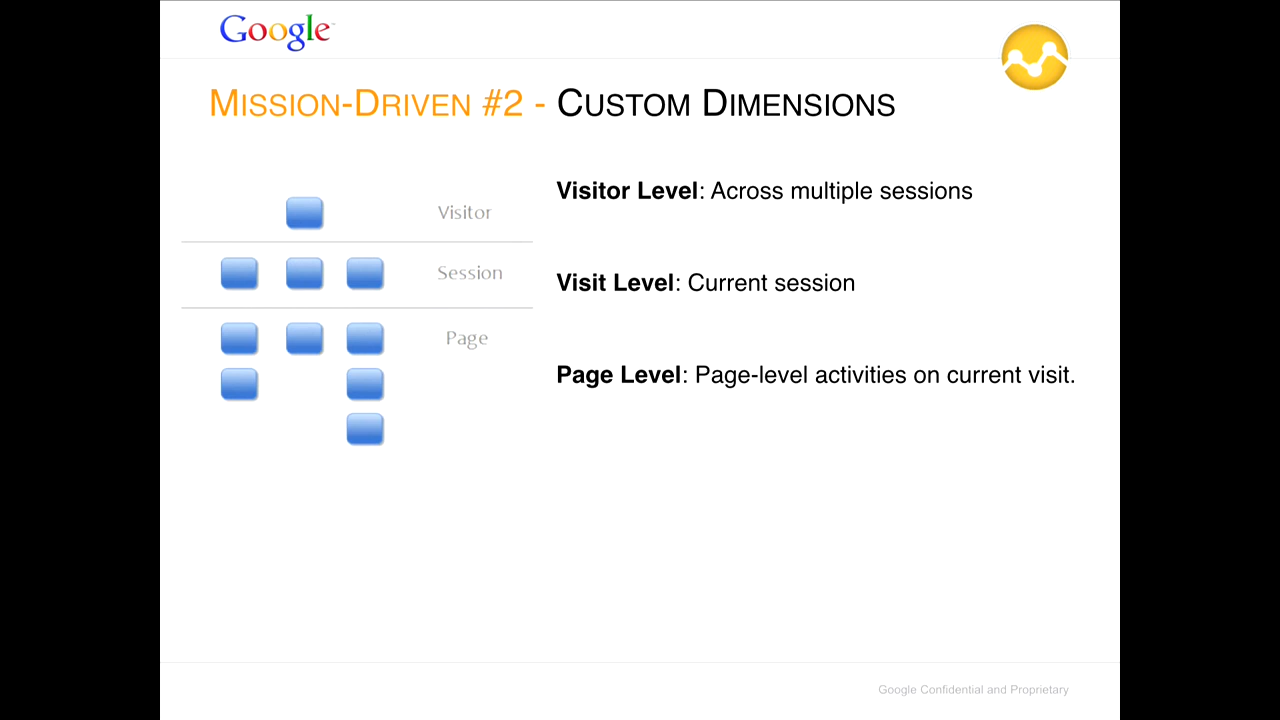 Google
MISSION-DRIVEN #2 - CUSTOM DIMENSIONS
Visitor
Session
Page
Visitor Level: Across multiple sessions
Visit Level: Current session
Page Level: Page-level activities on current visit.
Google Confidential and Proprietary